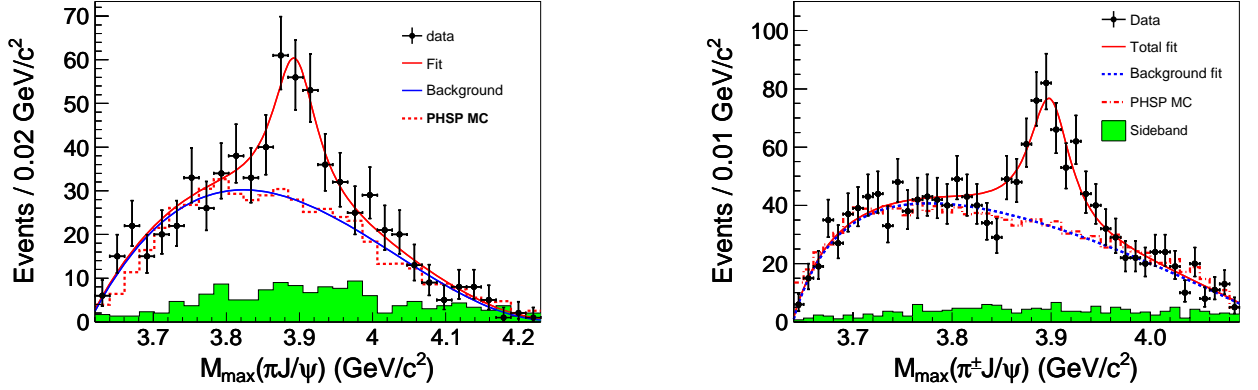 70
60
50
40
30
20
10
0
Events / 0.02 GeV/c²
data
Fit
Background
PHSP MC
3.7 3.8 3.9 4 4.1 4.2
M_max(πJ/ψ) (GeV/c²)
100
80
60
40
20
0
Events / 0.01 GeV/c²
Data
Total fit
Background fit
PHSP MC
Sideband
3.7 3.8 3.9 4.0
M_max(π±J/ψ) (GeV/c²)